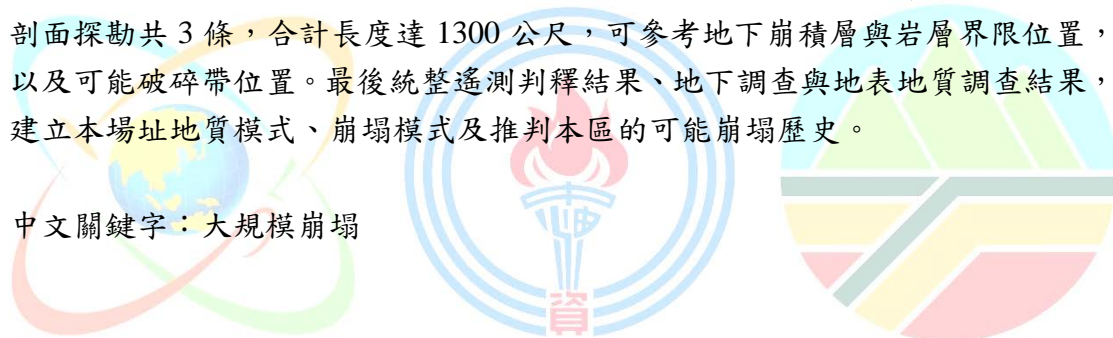 剖面探勘共 3 條，合計長度達 1300 公尺，可參考地下崩積層與岩層界限位置，
以及可能破碎帶位置。最後統整遙測判釋結果、地下調查與地表地質調查結果，
建立本場址地質模式、崩塌模式及推判本區的可能崩塌歷史。
中文關鍵字：大規模崩塌
資